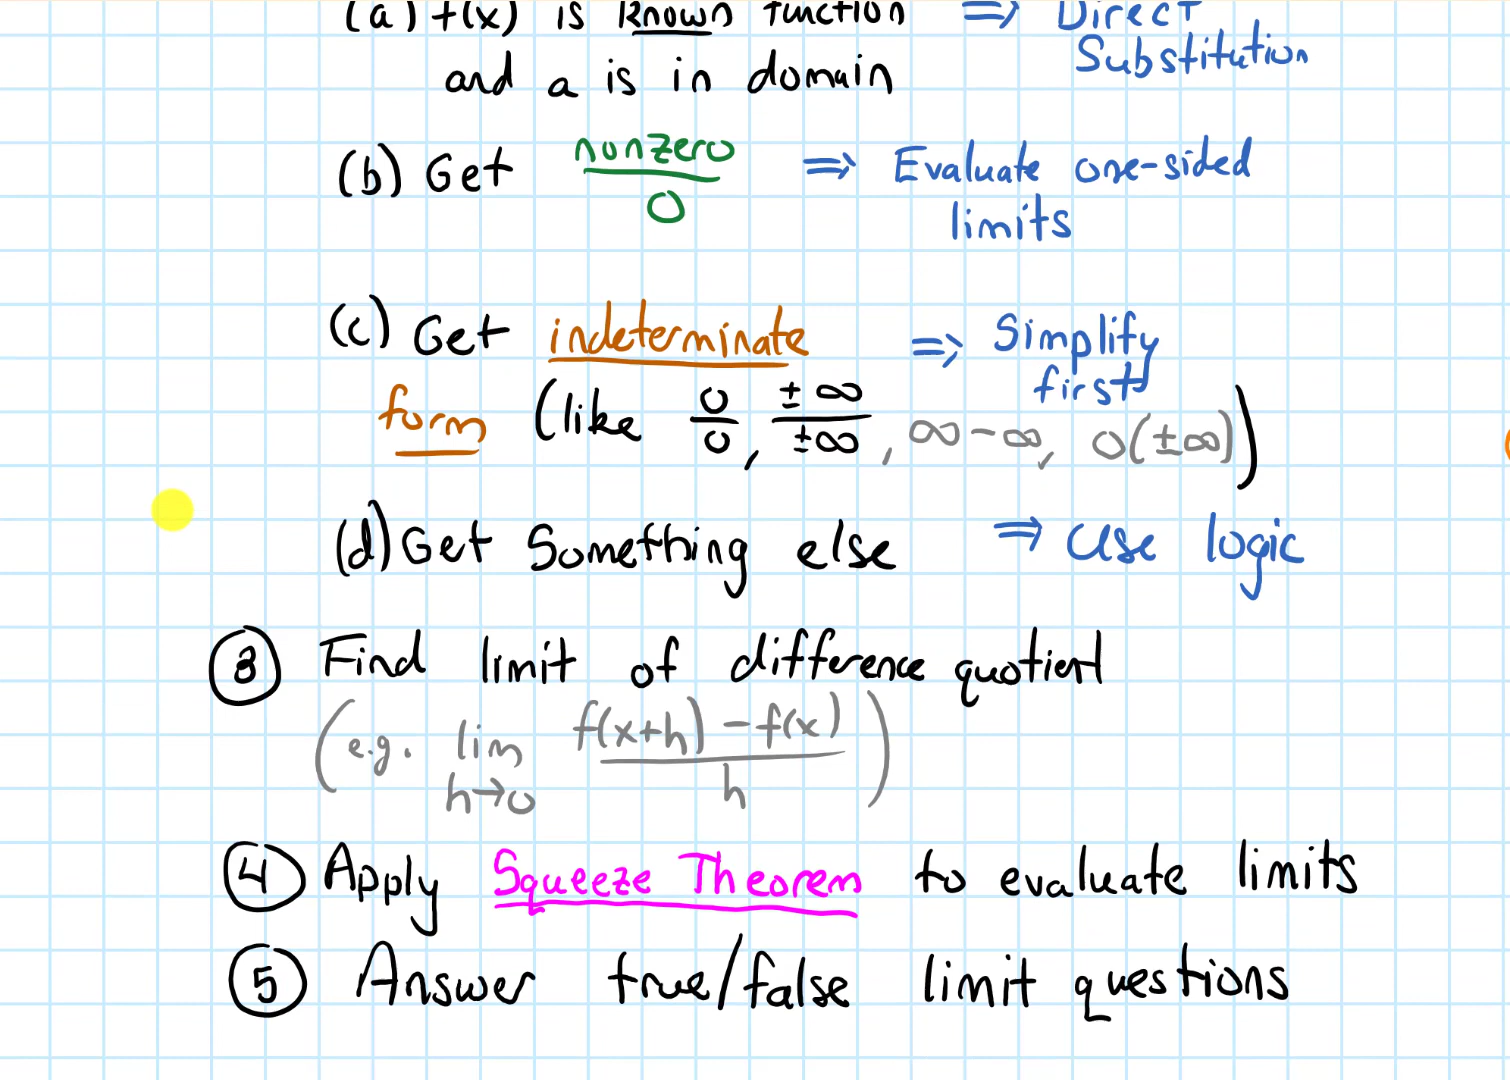 (a) f(x) is known function ⇒ Direct Substitution
and a is in domain
(b) Get nonzero/0 ⇒ Evaluate one-sided limits
(c) Get indeterminate ⇒ Simplify first
form (like 0/0, ±∞/±∞, ∞-∞, 0(±∞))
(d) Get Something else ⇒ Use logic
③ Find limit of difference quotient
(e.g. lim h→0 f(x+h) - f(x) / h)
④ Apply Squeeze Theorem to evaluate limits
⑤ Answer true/false limit questions